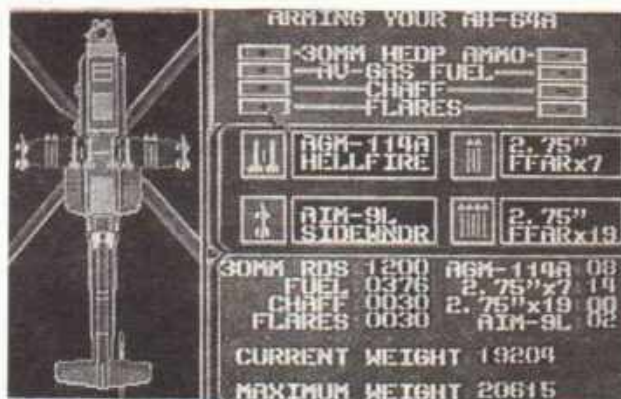 ARMING YOUR AH-64A
30MM HEDP AMMO
AV-GAS FUEL
CHAFF
FLARES
AGM-114A HELLFIRE
2.75" FFARx7
AIM-9L SIDEWNDR
2.75" FFARx19
30MM RDS 1200 AGM-114A 08
FUEL 0376 2.75"x7 14
CHAFF 0030 2.75"x19 00
FLARES 0030 AIM-9L 02
CURRENT WEIGHT 19204
MAXIMUM WEIGHT 20615